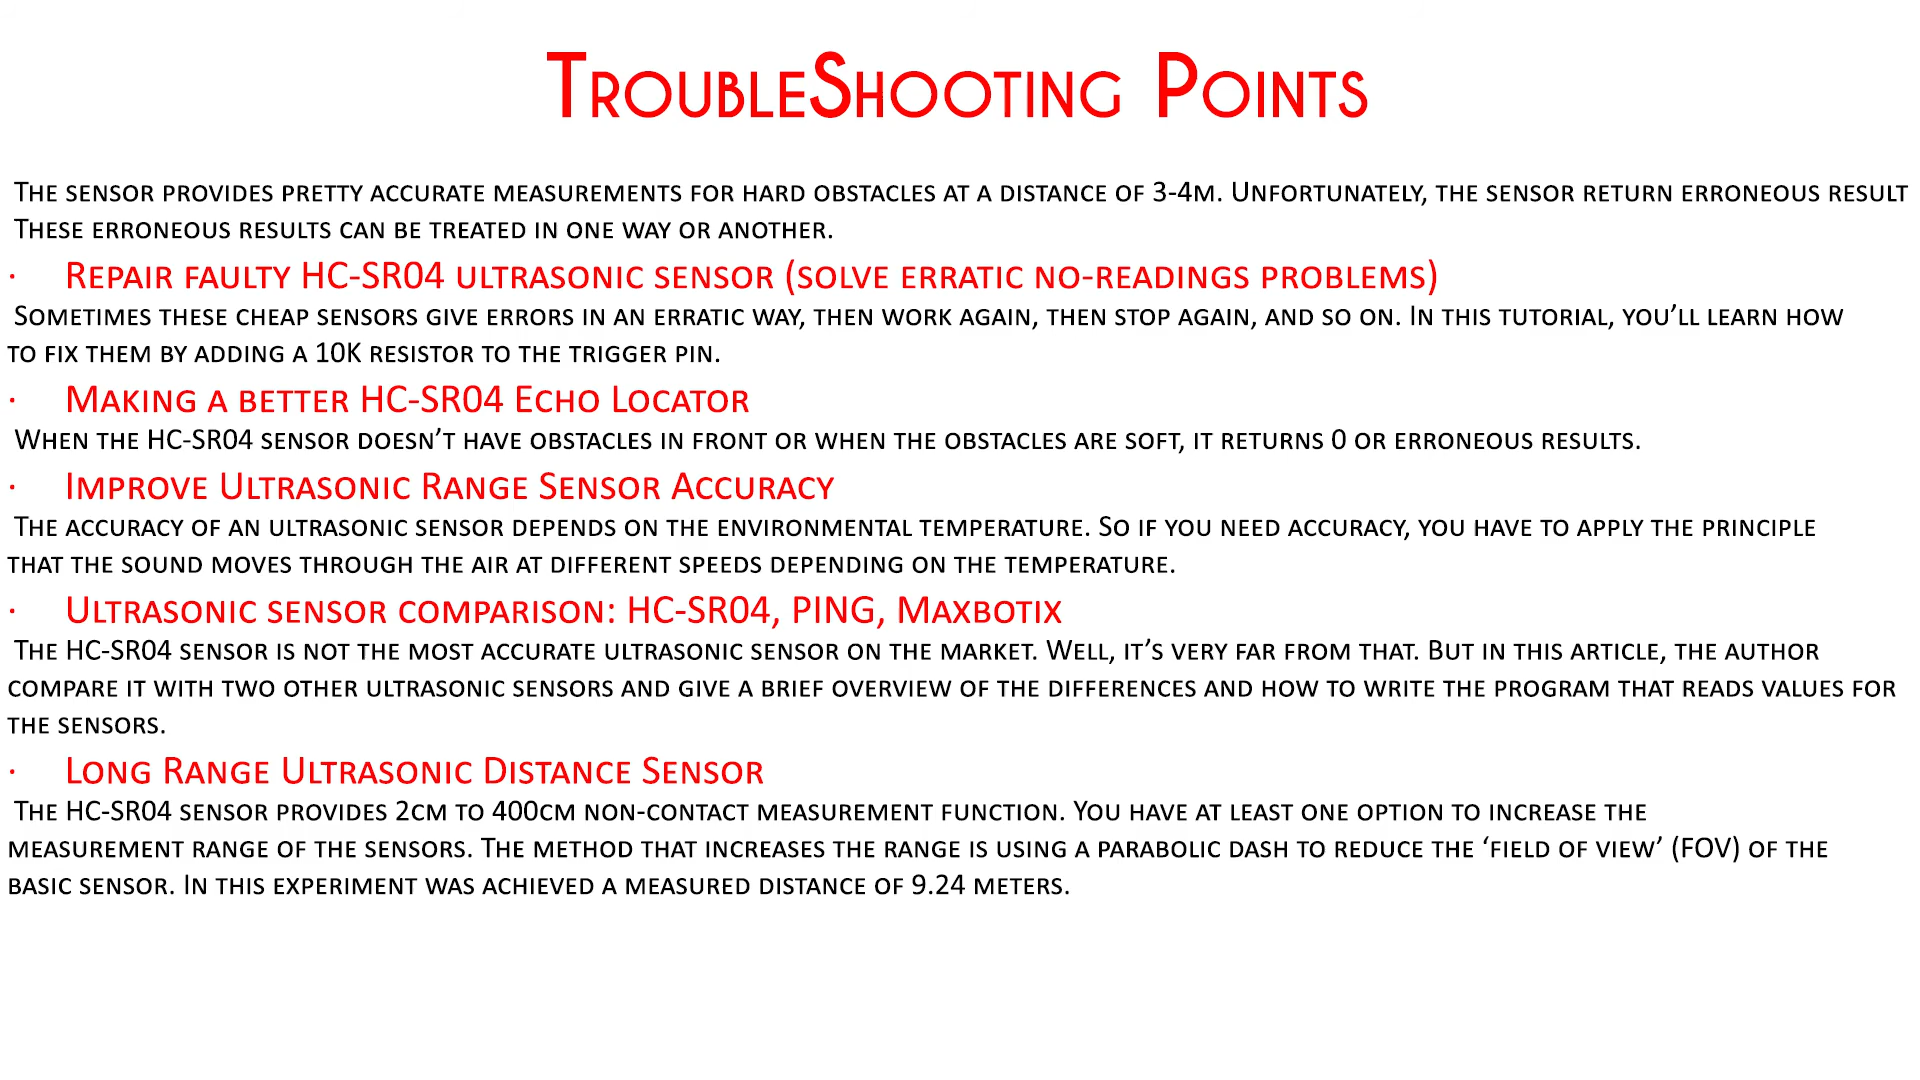 TroubleShooting Points
The sensor provides pretty accurate measurements for hard obstacles at a distance of 3-4m. Unfortunately, the sensor return erroneous result
These erroneous results can be treated in one way or another.
· Repair faulty HC-SR04 ultrasonic sensor (solve erratic no-readings problems)
Sometimes these cheap sensors give errors in an erratic way, then work again, then stop again, and so on. In this tutorial, you’ll learn how
to fix them by adding a 10K resistor to the trigger pin.
· Making a better HC-SR04 Echo Locator
When the HC-SR04 sensor doesn’t have obstacles in front or when the obstacles are soft, it returns 0 or erroneous results.
· Improve Ultrasonic Range Sensor Accuracy
The accuracy of an ultrasonic sensor depends on the environmental temperature. So if you need accuracy, you have to apply the principle
that the sound moves through the air at different speeds depending on the temperature.
· Ultrasonic sensor comparison: HC-SR04, PING, Maxbotix
The HC-SR04 sensor is not the most accurate ultrasonic sensor on the market. Well, it’s very far from that. But in this article, the author
compare it with two other ultrasonic sensors and give a brief overview of the differences and how to write the program that reads values for
the sensors.
· Long Range Ultrasonic Distance Sensor
The HC-SR04 sensor provides 2cm to 400cm non-contact measurement function. You have at least one option to increase the
measurement range of the sensors. The method that increases the range is using a parabolic dash to reduce the ‘field of view’ (FOV) of the
basic sensor. In this experiment was achieved a measured distance of 9.24 meters.